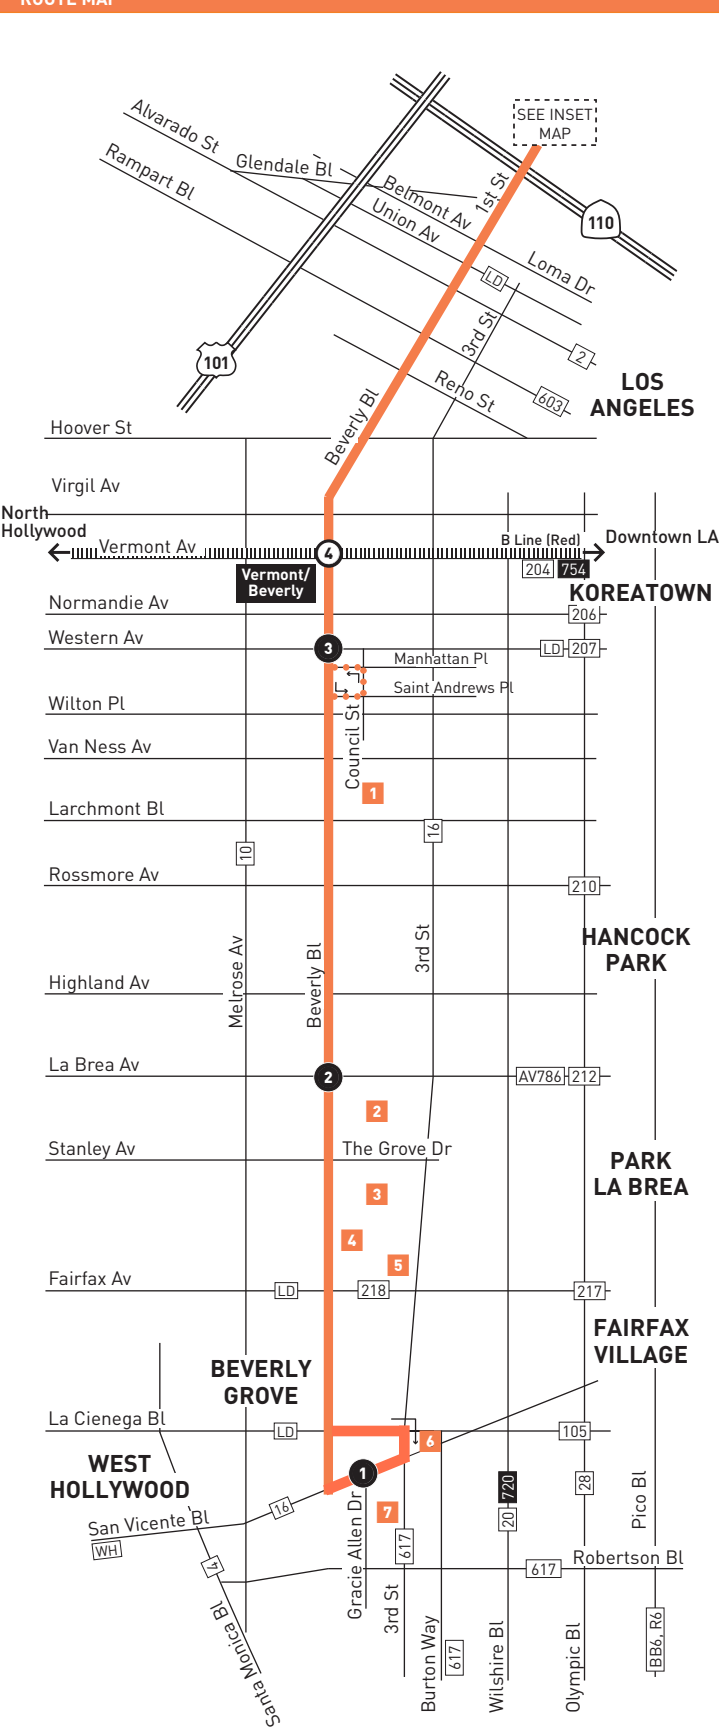 ROUTE MAP
SEE INSET
MAP
Alvarado St
Glendale Bl
Rampart Bl
Belmont Av
1st St
Union Av
110
Loma Dr
LD
3rd St
101
2
Reno St
603
LOS
ANGELES
Beverly Bl
Hoover St
Virgil Av
North
Hollywood
Vermont Av
4
B Line (Red)
Downtown LA
Vermont/
Beverly
204
754
KOREATOWN
Normandie Av
206
Western Av
3
LD
207
Manhattan Pl
Saint Andrews Pl
Wilton Pl
Council St
Van Ness Av
1
Larchmont Bl
16
10
Rossmore Av
210
HANCOCK
PARK
Melrose Av
Beverly Bl
3rd St
Highland Av
La Brea Av
2
AV786
212
2
Stanley Av
The Grove Dr
PARK
LA BREA
3
4
5
Fairfax Av
LD
218
217
FAIRFAX
VILLAGE
BEVERLY
GROVE
La Cienega Bl
LD
6
105
WEST
HOLLYWOOD
1
720
28
Pico Bl
16
7
20
San Vicente Bl
WH
Gracie Allen Dr
617
4
617
Robertson Bl
Santa Monica Bl
3rd St
Burton Way
617
Wilshire Bl
Olympic Bl
BB6, R6